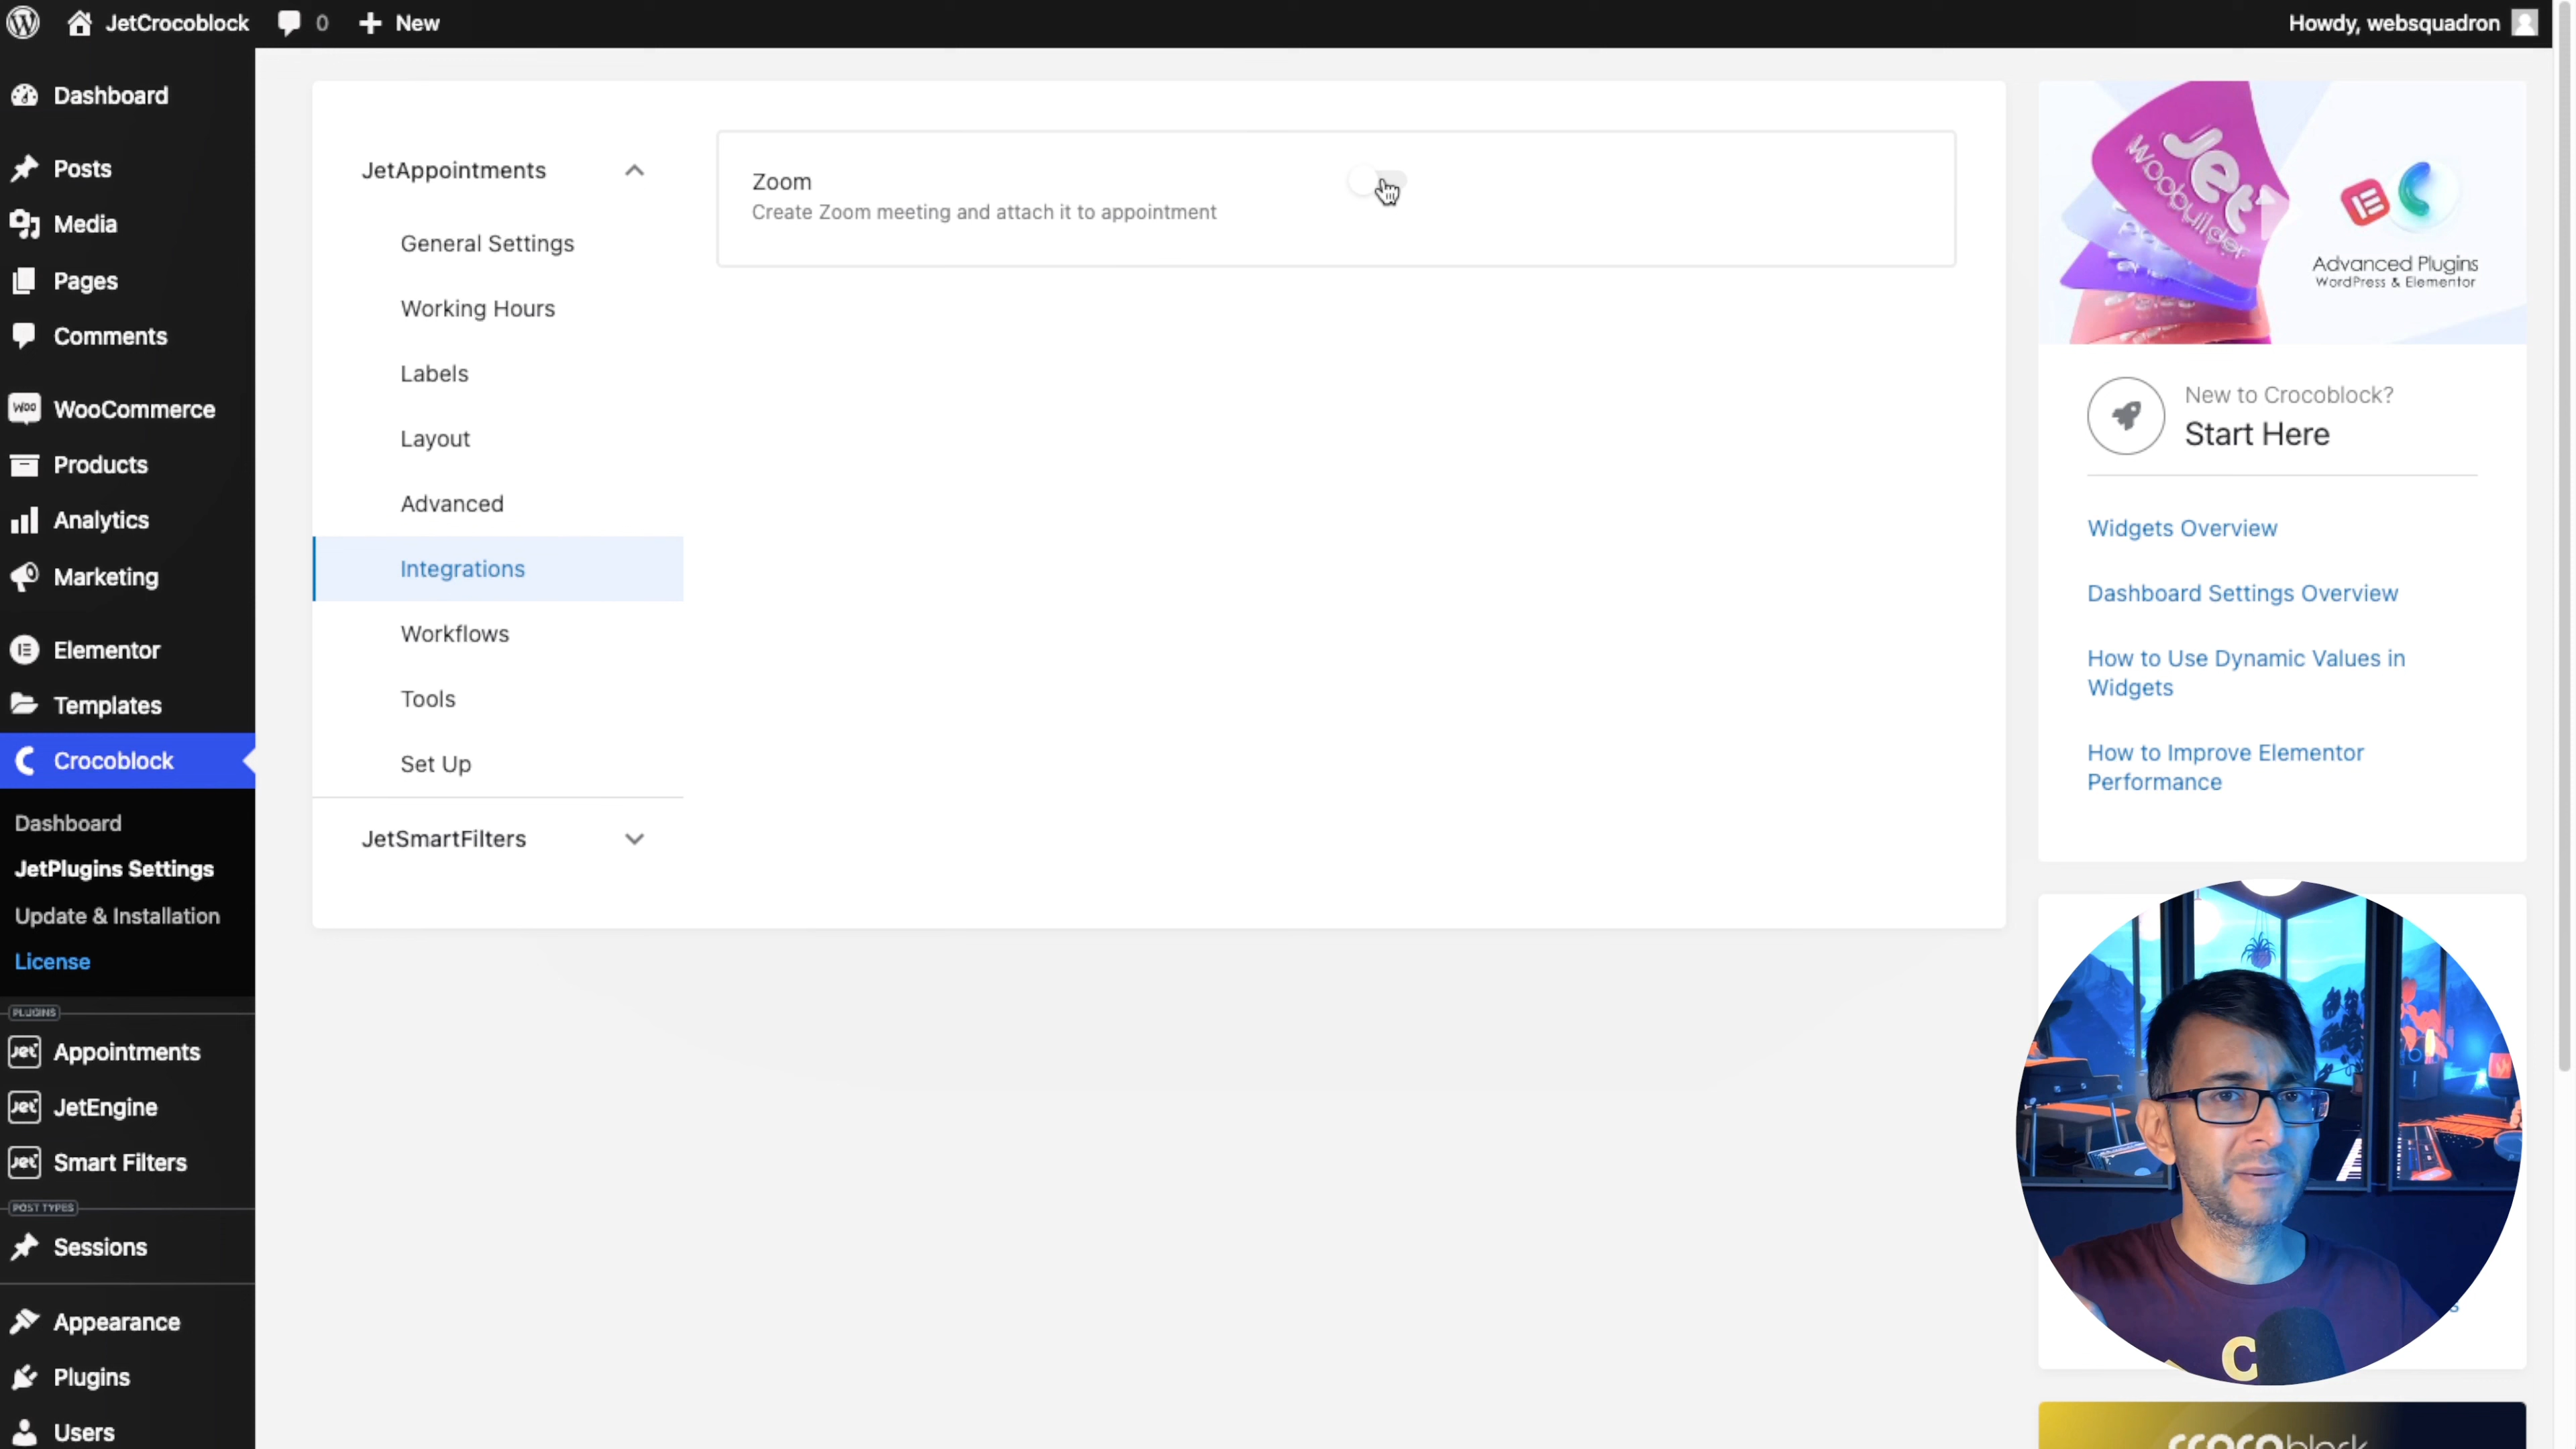 JetCrocoblock
0
New
Howdy, websquadron
Dashboard
Posts
Media
Pages
Comments
WooCommerce
Products
Analytics
Marketing
Elementor
Templates
Crocoblock
Dashboard
JetPlugins Settings
Update & Installation
License
PLUGINS
Appointments
JetEngine
Smart Filters
POST TYPES
Sessions
Appearance
Plugins
Users
JetAppointments
General Settings
Working Hours
Labels
Layout
Advanced
Integrations
Workflows
Tools
Set Up
JetSmartFilters
Zoom
Create Zoom meeting and attach it to appointment
Jet
Woobuilder
Advanced Plugins
WordPress & Elementor
New to Crocoblock?
Start Here
Widgets Overview
Dashboard Settings Overview
How to Use Dynamic Values in
Widgets
How to Improve Elementor
Performance
C